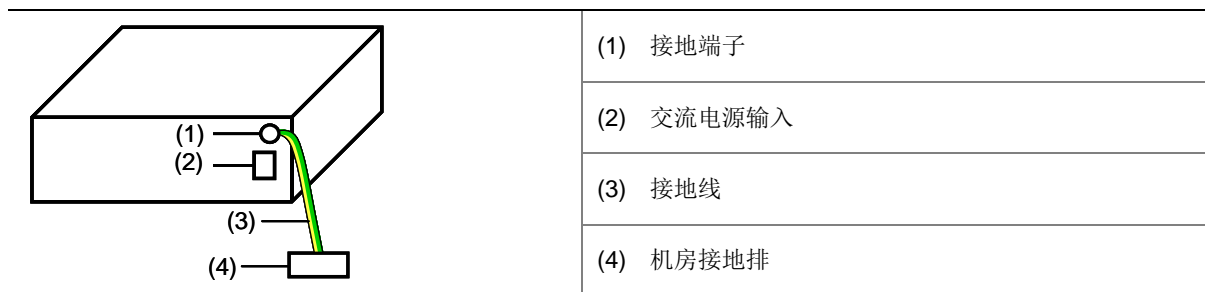 (1)
(2)
(3)
(4)
(1) 接地端子
(2) 交流电源输入
(3) 接地线
(4) 机房接地排